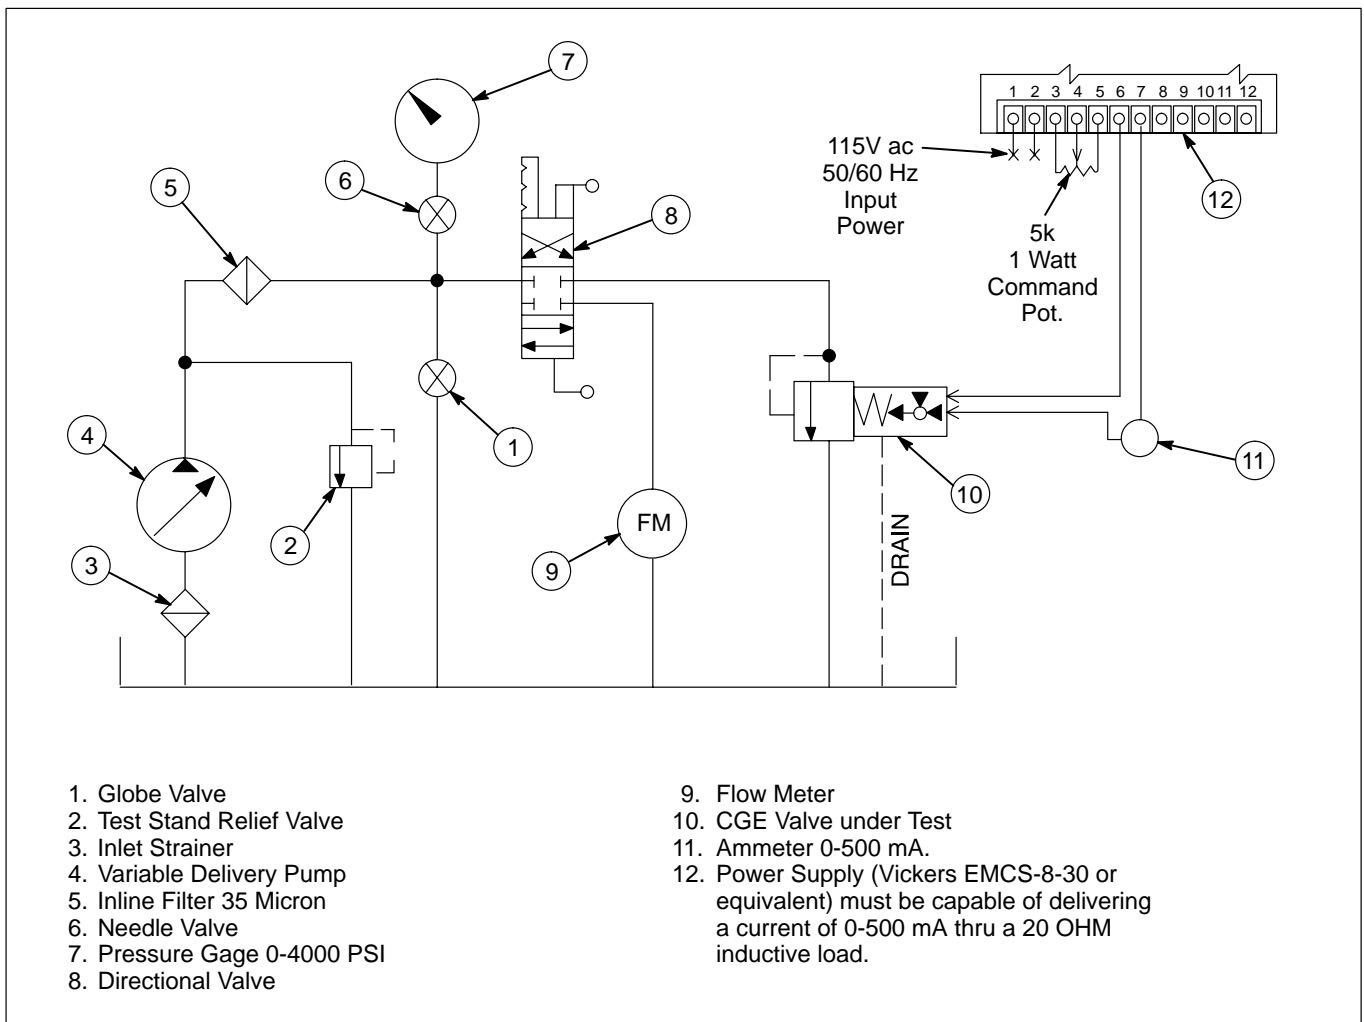 7
1 2 3 4 5 6 7 8 9 10 11 12
115V ac
50/60 Hz
Input
Power
5k
1 Watt
Command
Pot.
12
6
5
8
4
1
2
3
9
FM
10
11
DRAIN
1. Globe Valve
2. Test Stand Relief Valve
3. Inlet Strainer
4. Variable Delivery Pump
5. Inline Filter 35 Micron
6. Needle Valve
7. Pressure Gage 0-4000 PSI
8. Directional Valve
9. Flow Meter
10. CGE Valve under Test
11. Ammeter 0-500 mA.
12. Power Supply (Vickers EMCS-8-30 or
equivalent) must be capable of delivering
a current of 0-500 mA thru a 20 OHM
inductive load.